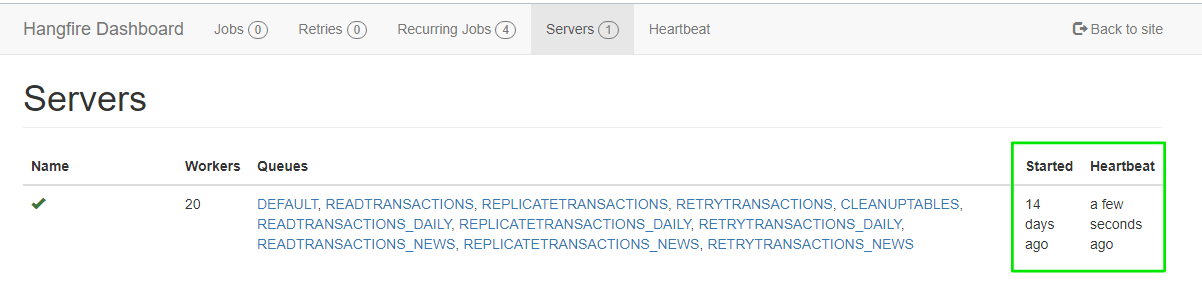 Hangfire Dashboard Jobs 0 Retries 0 Recurring Jobs 4 Servers 1 Heartbeat Back to site
Servers
Name Workers Queues Started Heartbeat
20 DEFAULT, READTRANSACTIONS, REPLICATETRANSACTIONS, RETRYTRANSACTIONS, CLEANUPTABLES, 14 a few
READTRANSACTIONS_DAILY, REPLICATETRANSACTIONS_DAILY, RETRYTRANSACTIONS_DAILY, days seconds
READTRANSACTIONS_NEWS, REPLICATETRANSACTIONS_NEWS, RETRYTRANSACTIONS_NEWS ago ago